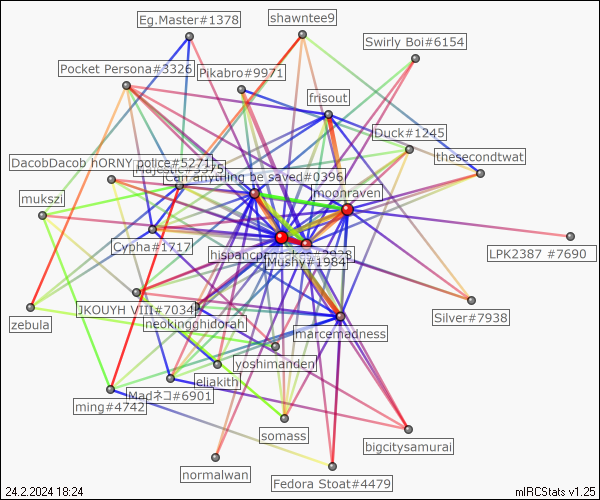 Eg.Master#1378
shawntee9
Swirly Boi#6154
Pocket Persona#3326
Pikabro#9971
frisout
Duck#1245
thesecondtwat
DacobDacob hORNY police#5271
Can anything be saved#0396
moonraven
mukszi
Cypha#1717
Mushy#1984
LPK2387 #7690
JKOUYH VIII#7034
Silver#7938
zebula
neokingghidorah
marcemadness
yoshimanden
eliakith
Madネコ#6901
ming#4742
somass
bigcitysamurai
normalwan
Fedora Stoat#4479
24.2.2024 18:24
mIRCStats v1.25